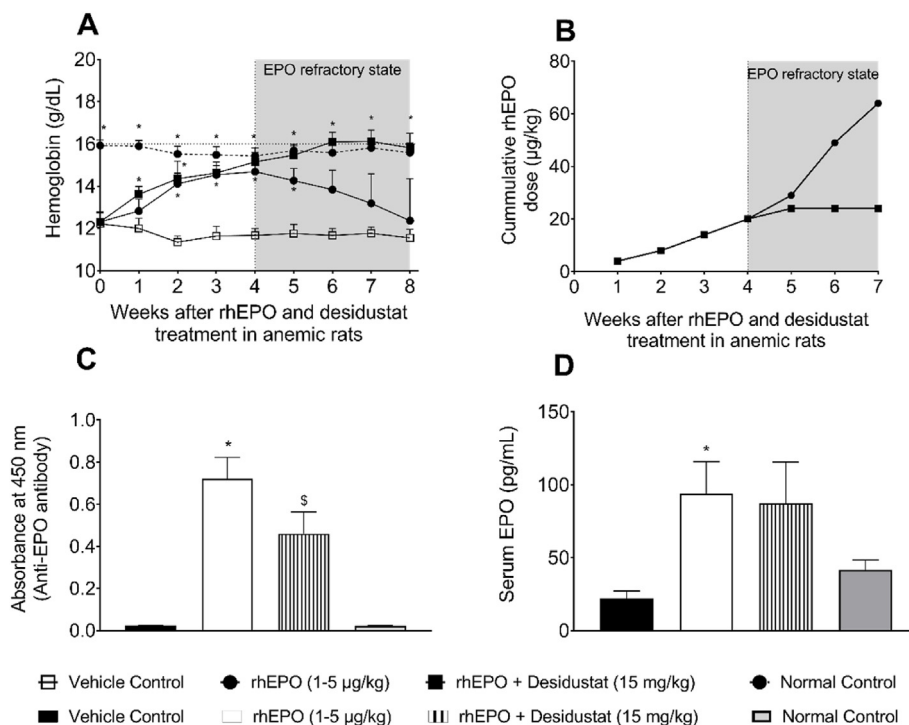 A
Hemoglobin (g/dL)
20
18
16
14
12
10
EPO refractory state
* * * * * * * * *
* * * * * *
0 1 2 3 4 5 6 7 8
Weeks after rhEPO and desidustat
treatment in anemic rats
B
Cummulative rhEPO
dose (µg/kg)
80
60
40
20
0
EPO refractory state
0 1 2 3 4 5 6 7
Weeks after rhEPO and desidustat
treatment in anemic rats
C
Absorbance at 450 nm
(Anti-EPO antibody)
1.0
0.8
0.6
0.4
0.2
0.0
*
$
D
Serum EPO (pg/mL)
150
100
50
0
*
Vehicle Control rhEPO (1-5 µg/kg) rhEPO + Desidustat (15 mg/kg) Normal Control
Vehicle Control rhEPO (1-5 µg/kg) rhEPO + Desidustat (15 mg/kg) Normal Control